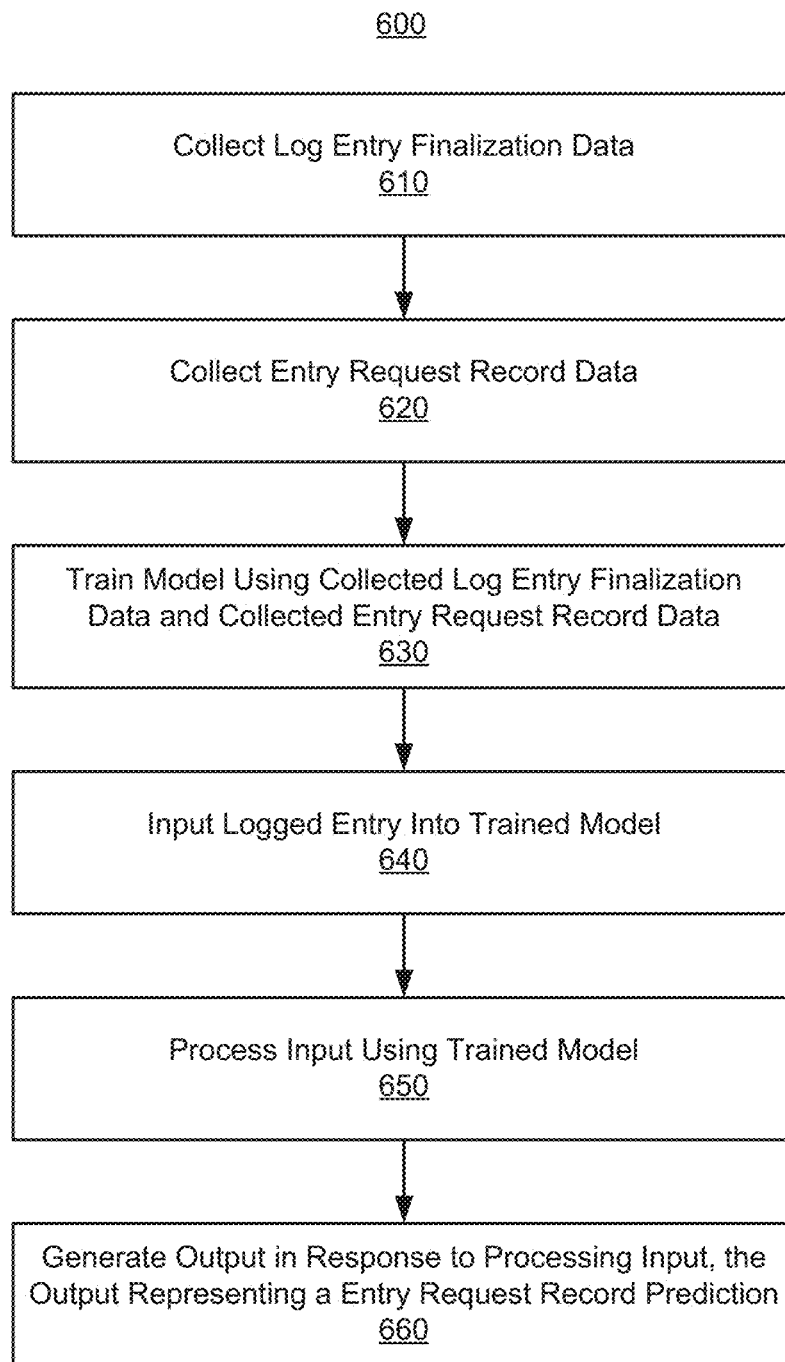 600
Collect Log Entry Finalization Data
610
Collect Entry Request Record Data
620
Train Model Using Collected Log Entry Finalization
Data and Collected Entry Request Record Data
630
Input Logged Entry Into Trained Model
640
Process Input Using Trained Model
650
Generate Output in Response to Processing Input, the
Output Representing a Entry Request Record Prediction
660